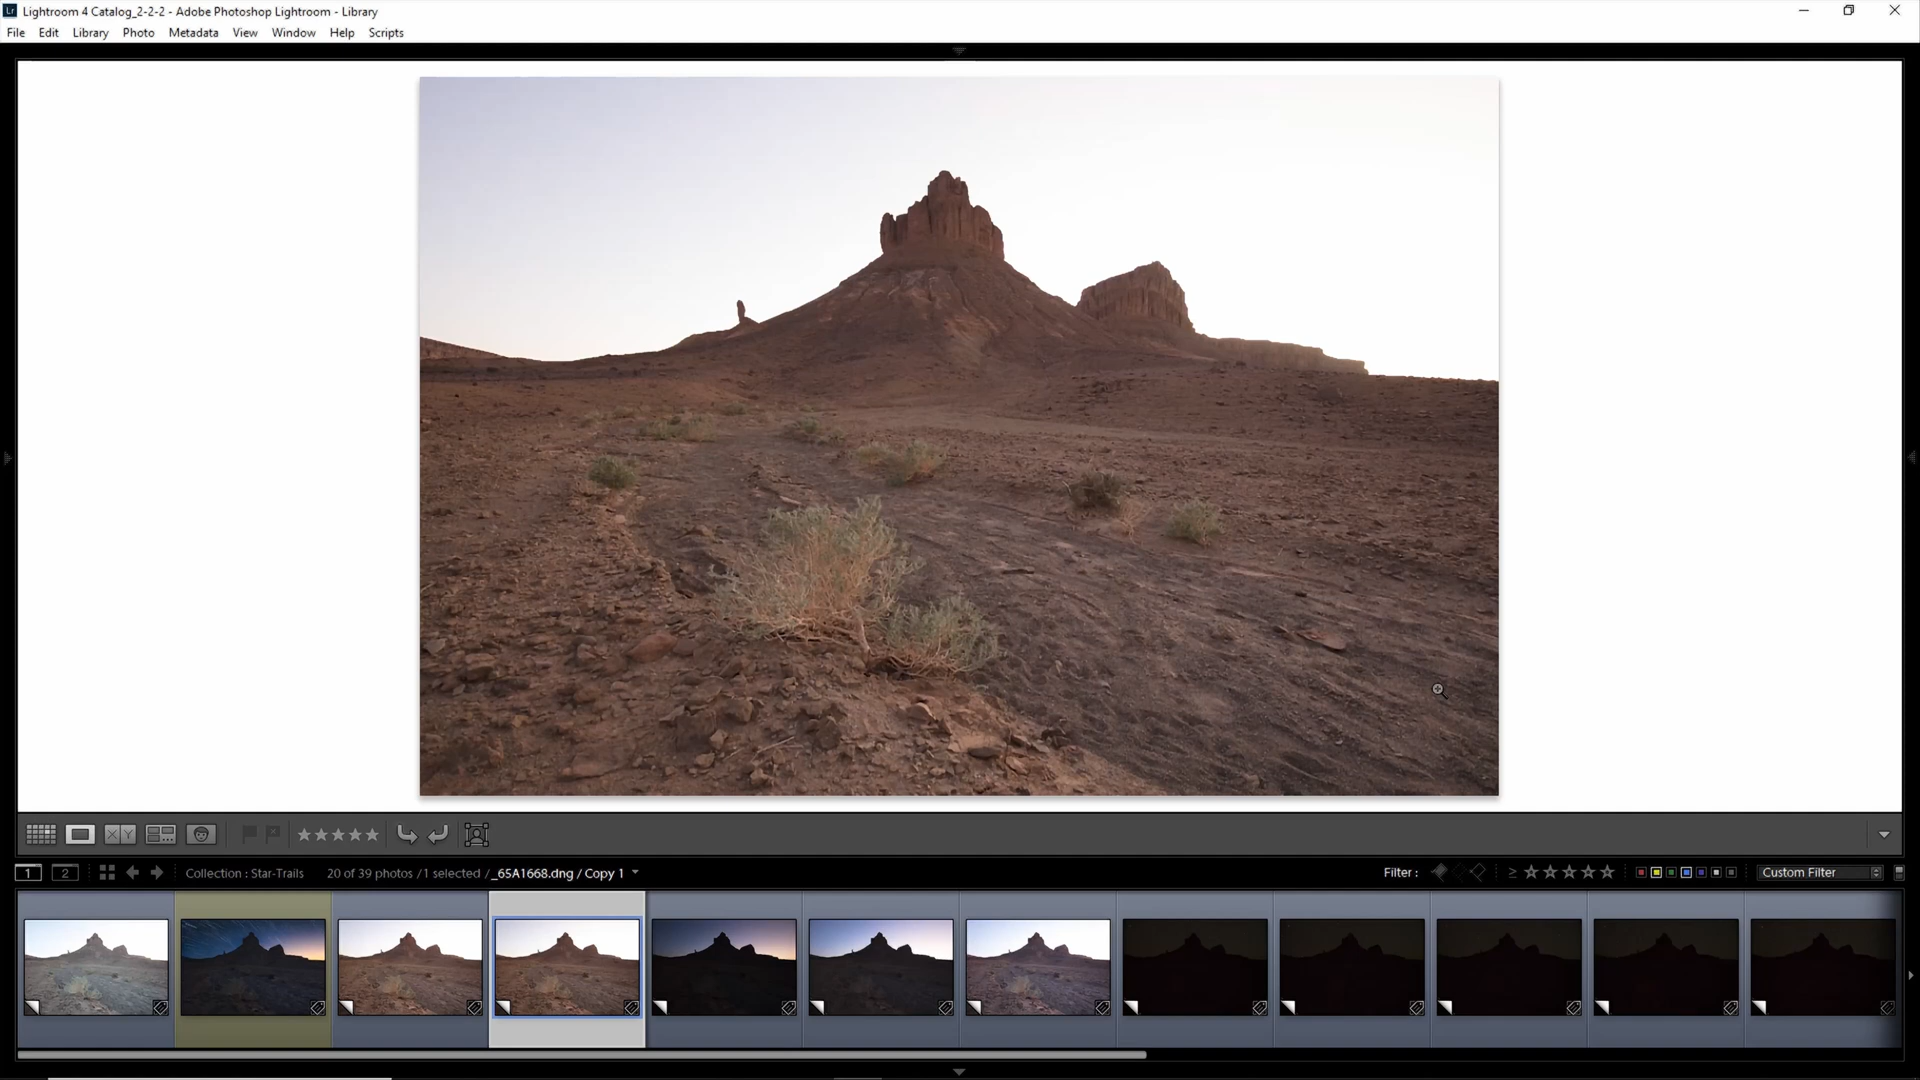 Lr Lightroom 4 Catalog_2-2-2 - Adobe Photoshop Lightroom - Library
File Edit Library Photo Metadata View Window Help Scripts
X Y
1 2 Collection : Star-Trails 20 of 39 photos / 1 selected / _65A1668.dng / Copy 1 Filter : ≥ Custom Filter